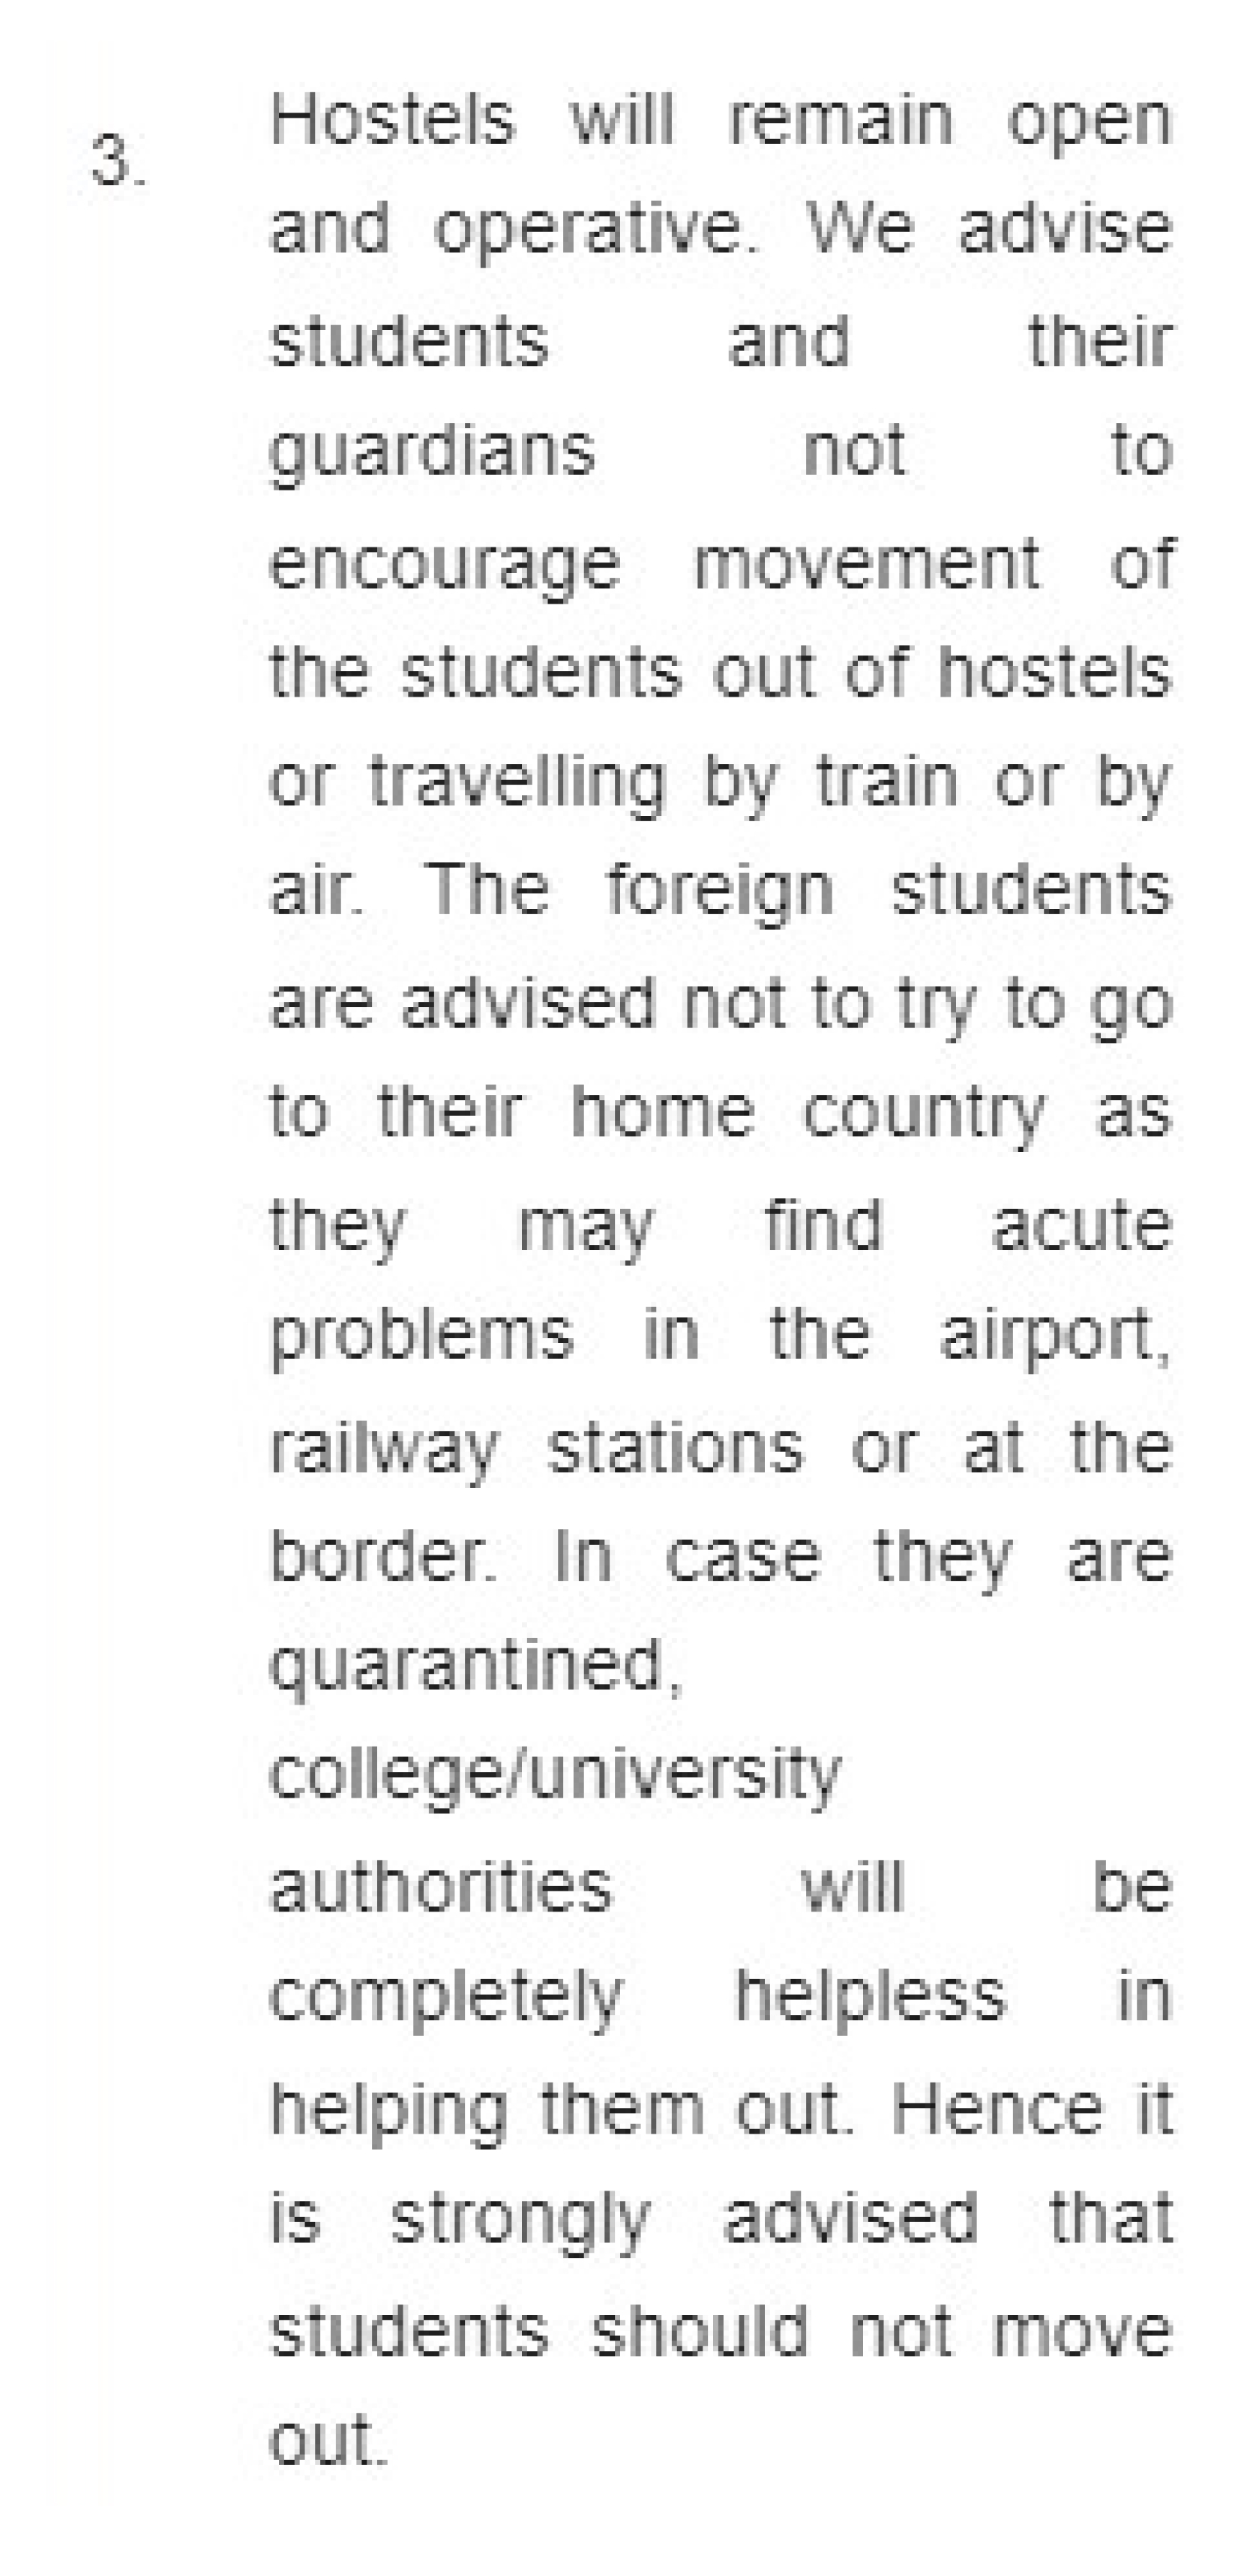 3.
Hostels will remain open
and operative. We advise
students and their
guardians not to
encourage movement of
the students out of hostels
or travelling by train or by
air. The foreign students
are advised not to try to go
to their home country as
they may find acute
problems in the airport,
railway stations or at the
border. In case they are
quarantined,
college/university
authorities will be
completely helpless in
helping them out. Hence it
is strongly advised that
students should not move
out.